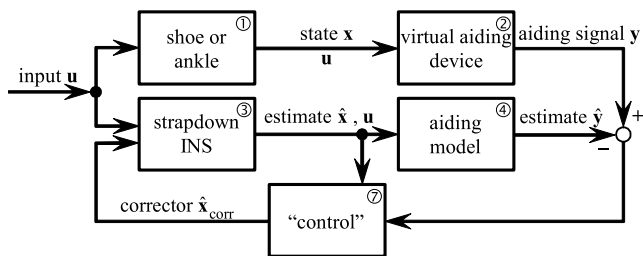 ①
shoe or
ankle
state x
u
②
virtual aiding
device
aiding signal y
input u
③
strapdown
INS
estimate x̂ , u
④
aiding
model
estimate ŷ
+
−
corrector x̂corr
⑦
“control”